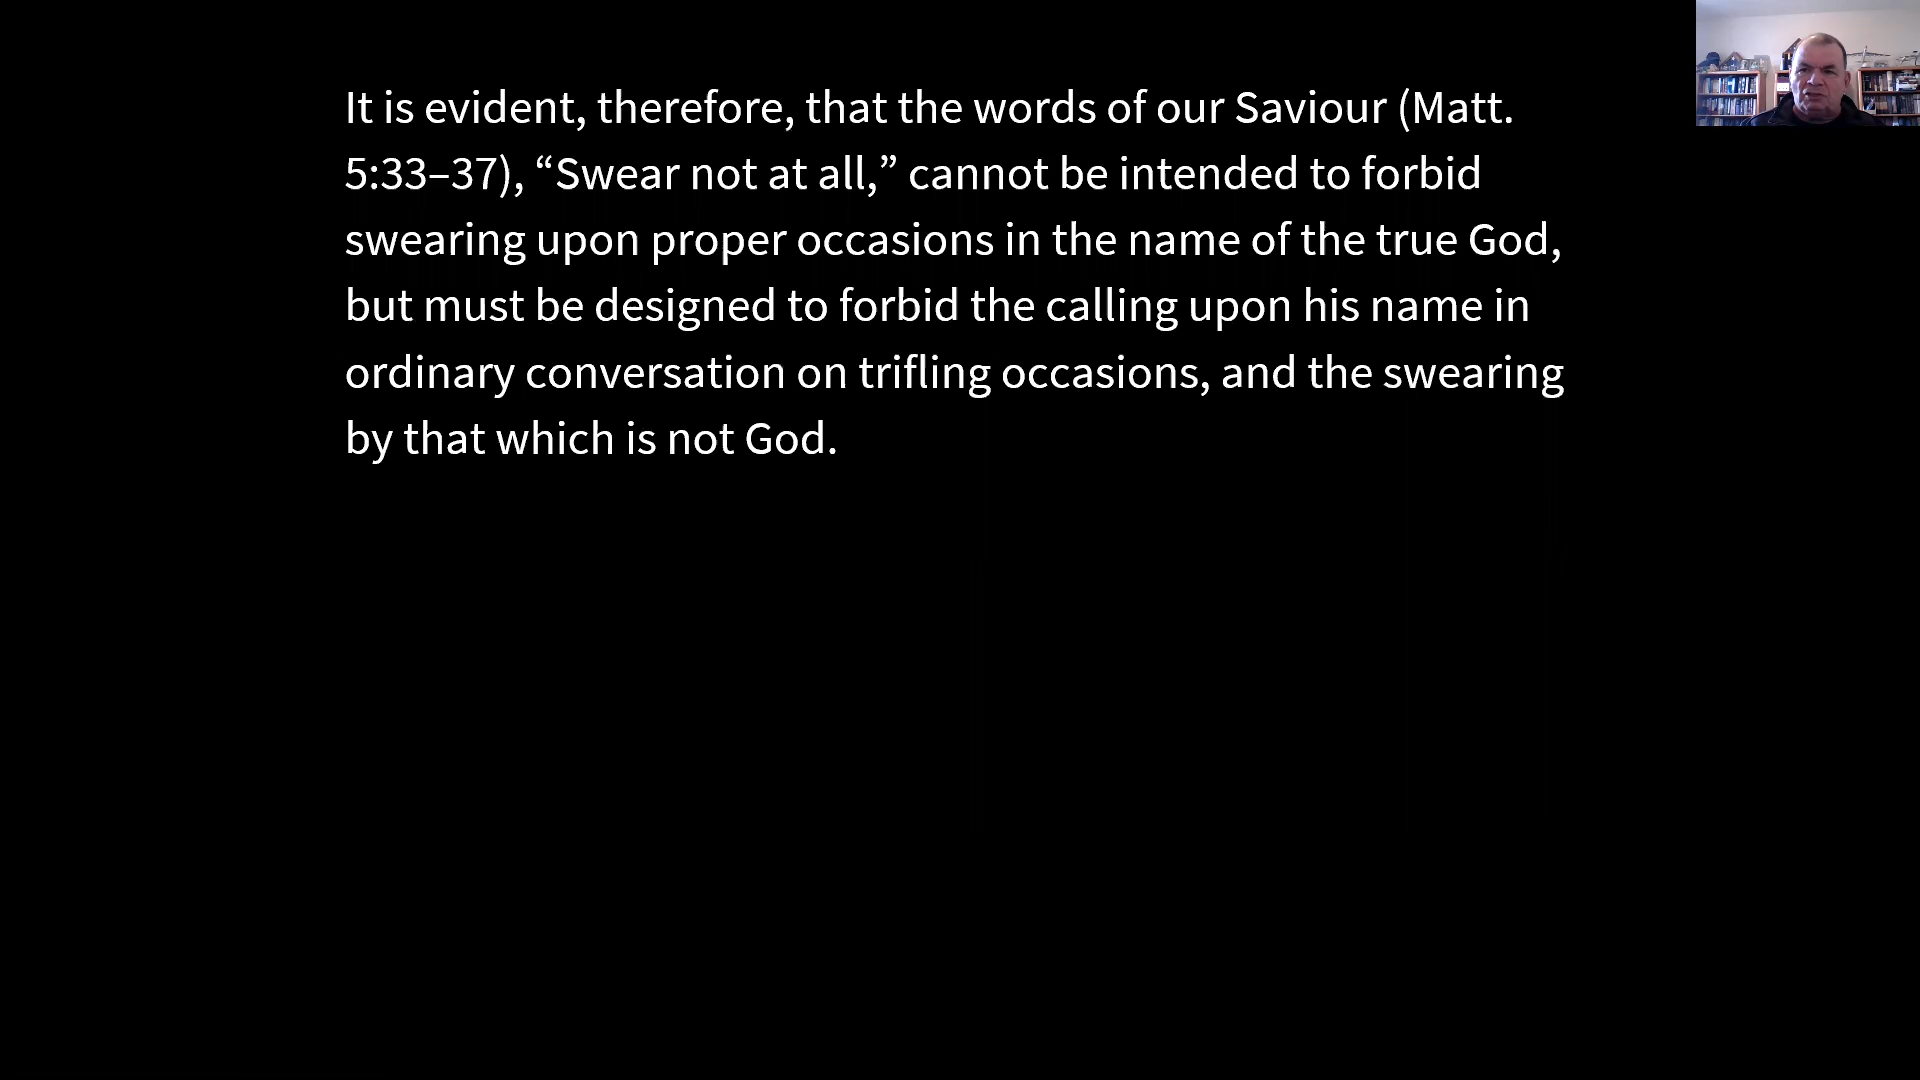 It is evident, therefore, that the words of our Saviour (Matt.
5:33–37), “Swear not at all,” cannot be intended to forbid
swearing upon proper occasions in the name of the true God,
but must be designed to forbid the calling upon his name in
ordinary conversation on trifling occasions, and the swearing
by that which is not God.